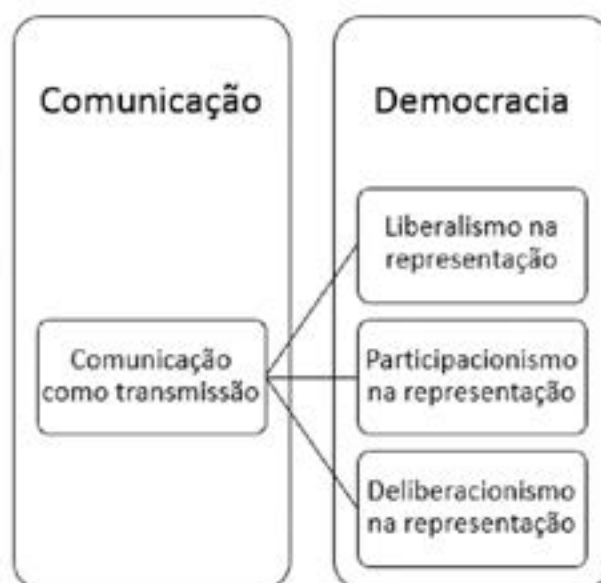 Comunicação
Democracia
Comunicação
como transmissão
Liberalismo na
representação
Participacionismo
na representação
Deliberacionismo
na representação